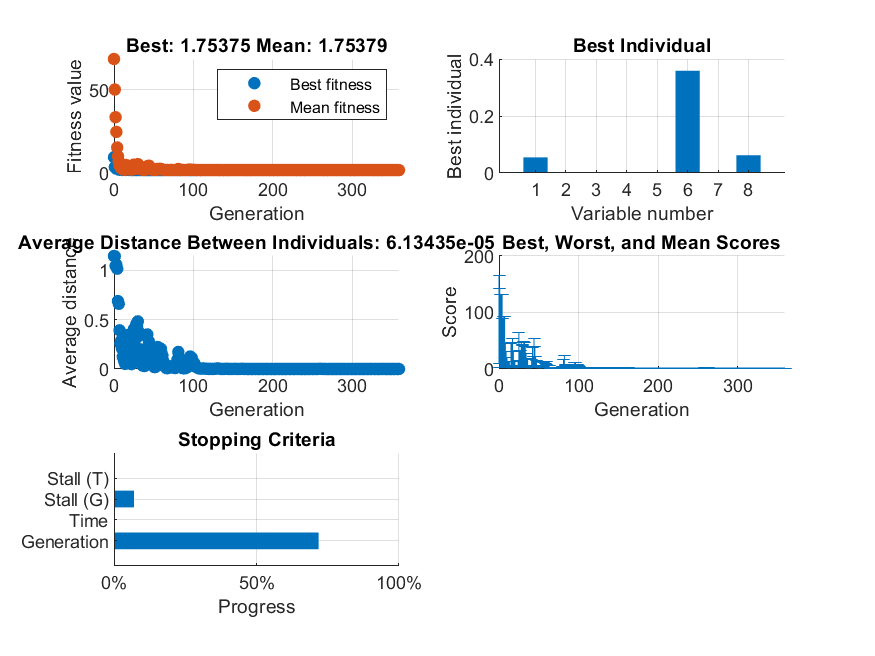 Best: 1.75375 Mean: 1.75379
Fitness value
50
0
Best fitness
Mean fitness
0 100 200 300
Generation
Best Individual
Best individual
0.4
0.2
0
1 2 3 4 5 6 7 8
Variable number
Average Distance Between Individuals: 6.13435e-05
Average distance
1
0.5
0
0 100 200 300
Generation
Best, Worst, and Mean Scores
Score
200
100
0
0 100 200 300
Generation
Stopping Criteria
Stall (T)
Stall (G)
Time
Generation
0% 50% 100%
Progress